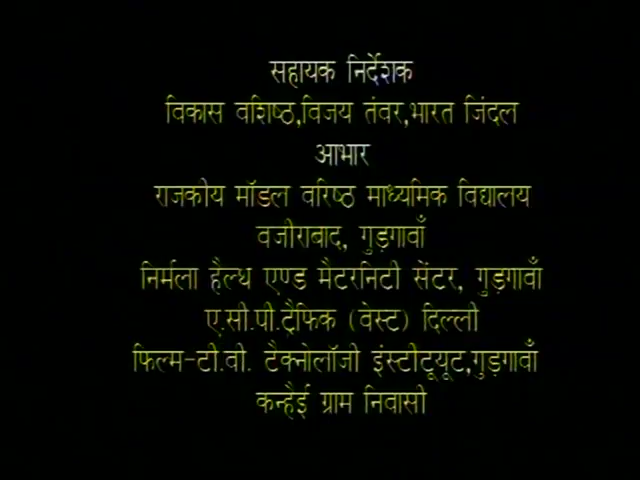 सहायक निर्देशक
विकास वशिष्ठ,विजय तंवर,भारत जिंदल
आभार
राजकीय मॉडल वरिष्ठ माध्यमिक विद्यालय
वजीराबाद, गुड़गावाँ
निर्मला हैल्थ एण्ड मैटरनिटी सेंटर, गुड़गावाँ
ए.सी.पी.ट्रैफिक (वेस्ट) दिल्ली
फिल्म-टी.वी. टैक्नोलॉजी इंस्टीटूयूट,गुड़गावाँ
कन्हैई ग्राम निवासी